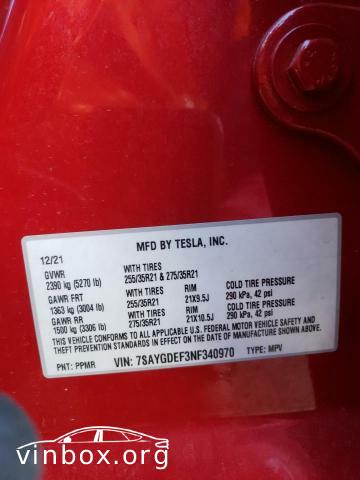 MFD BY TESLA, INC.
12/21
GVWR WITH TIRES
2390 kg (5270 lb) 255/35R21 & 275/35R21
GAWR FRT WITH TIRES RIM COLD TIRE PRESSURE
1363 kg (3004 lb) 255/35R21 21X9.5J 290 kPa, 42 psi
GAWR RR WITH TIRES RIM COLD TIRE PRESSURE
1500 kg (3306 lb) 275/35R21 21X10.5J 290 kPa, 42 psi
THIS VEHICLE CONFORMS TO ALL APPLICABLE FEDERAL MOTOR VEHICLE SAFETY AND
THEFT PREVENTION STANDARDS IN EFFECT ON THE DATE OF MANUFACTURE SHOWN ABOVE.
PNT: PPMR VIN: 7SAYGDEF3NF340970 TYPE: MPV
vinbox.org